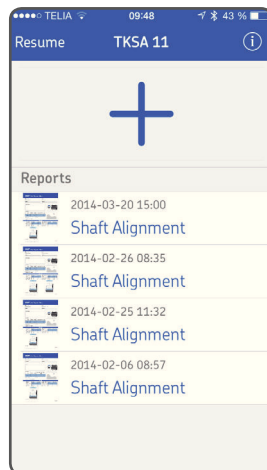 TELIA 09:48 43 %
Resume TKSA 11
Reports
2014-03-20 15:00
Shaft Alignment
2014-02-26 08:35
Shaft Alignment
2014-02-25 11:32
Shaft Alignment
2014-02-06 08:57
Shaft Alignment